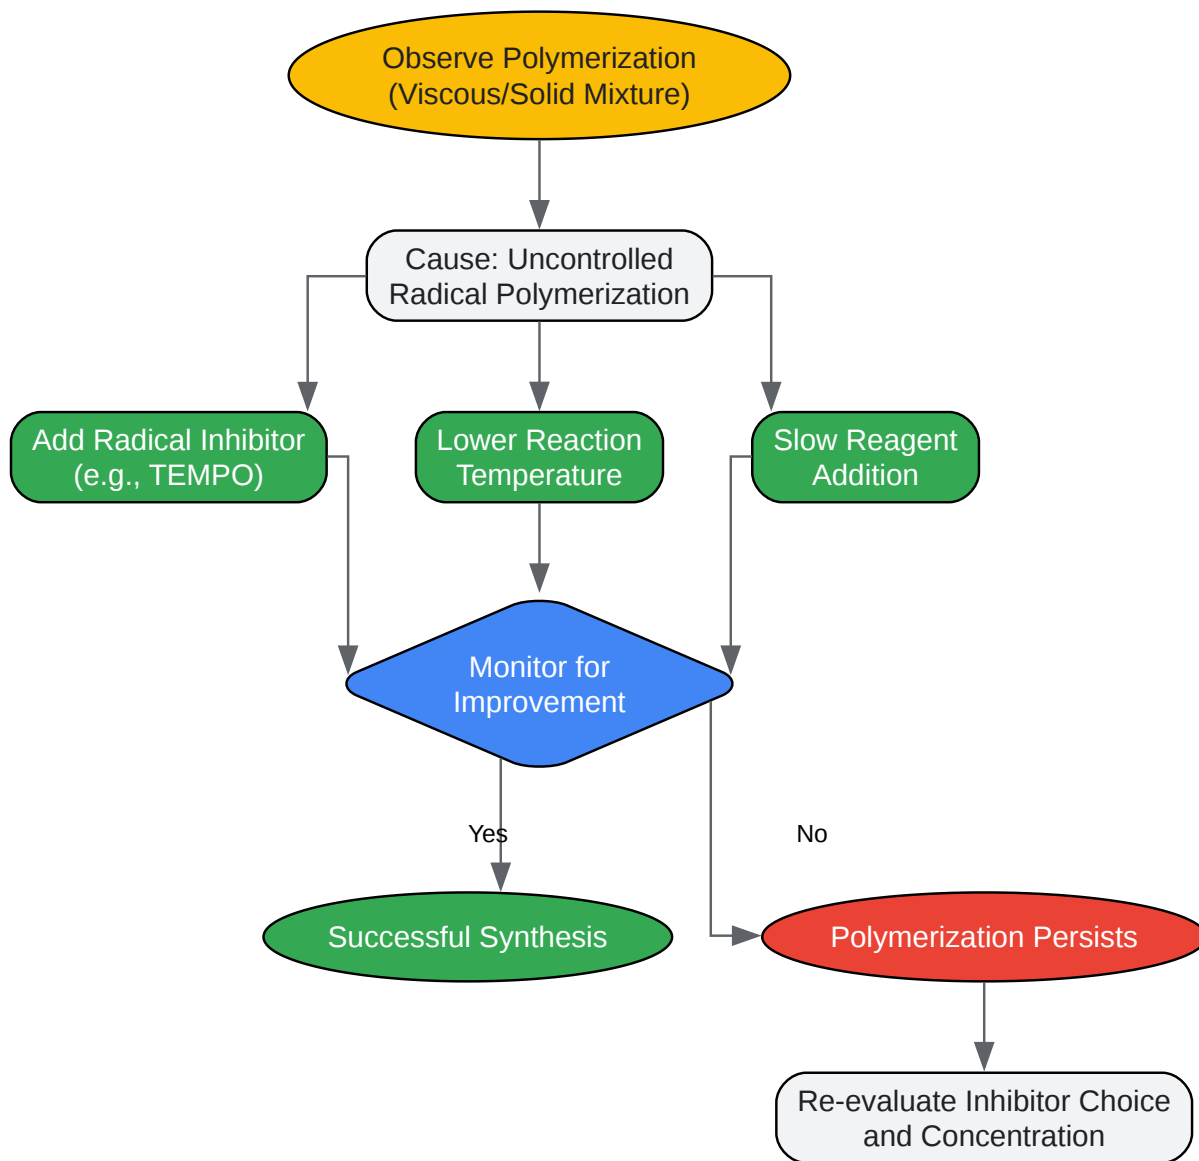 Observe Polymerization
(Viscous/Solid Mixture)
Cause: Uncontrolled
Radical Polymerization
Add Radical Inhibitor
(e.g., TEMPO)
Lower Reaction
Temperature
Slow Reagent
Addition
Monitor for
Improvement
Yes
No
Successful Synthesis
Polymerization Persists
Re-evaluate Inhibitor Choice
and Concentration